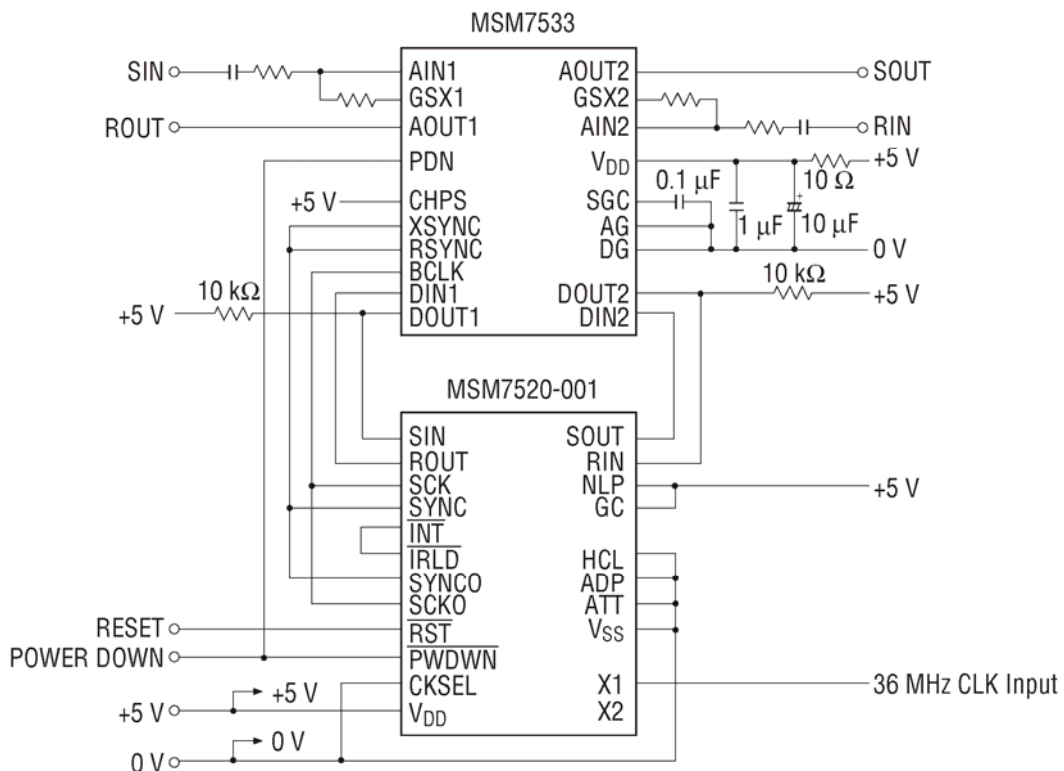 MSM7533
SIN
AIN1
AOUT2
SOUT
GSX1
GSX2
ROUT
AOUT1
AIN2
RIN
PDN
VDD
+5 V
10 Ω
0.1 µF
+5 V
CHPS
SGC
1 µF
10 µF
XSYNC
AG
RSYNC
DG
0 V
BCLK
10 kΩ
DIN1
DOUT2
+5 V
10 kΩ
+5 V
DOUT1
DIN2
MSM7520-001
SIN
SOUT
ROUT
RIN
SCK
NLP
+5 V
SYNC
GC
INT
IRLD
HCL
SYNCO
ADP
SCKO
ATT
RESET
RST
VSS
POWER DOWN
PWDWN
+5 V
CKSEL
X1
36 MHz CLK Input
+5 V
VDD
X2
0 V
0 V